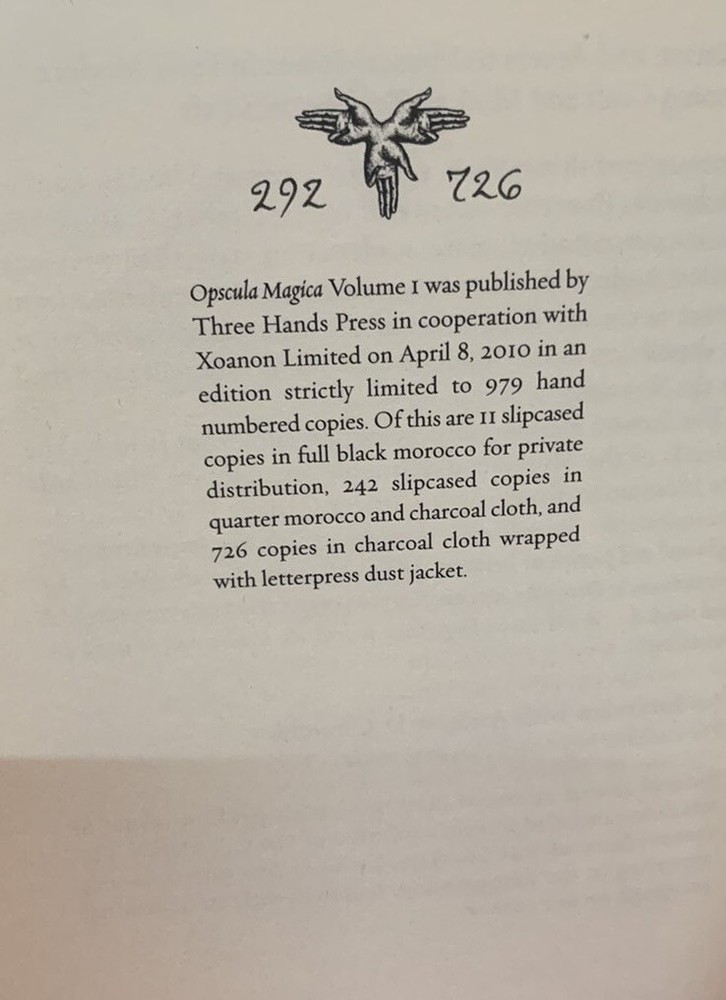 292 726
Opscula Magica Volume 1 was published by
Three Hands Press in cooperation with
Xoanon Limited on April 8, 2010 in an
edition strictly limited to 979 hand
numbered copies. Of this are 11 slipcased
copies in full black morocco for private
distribution, 242 slipcased copies in
quarter morocco and charcoal cloth, and
726 copies in charcoal cloth wrapped
with letterpress dust jacket.